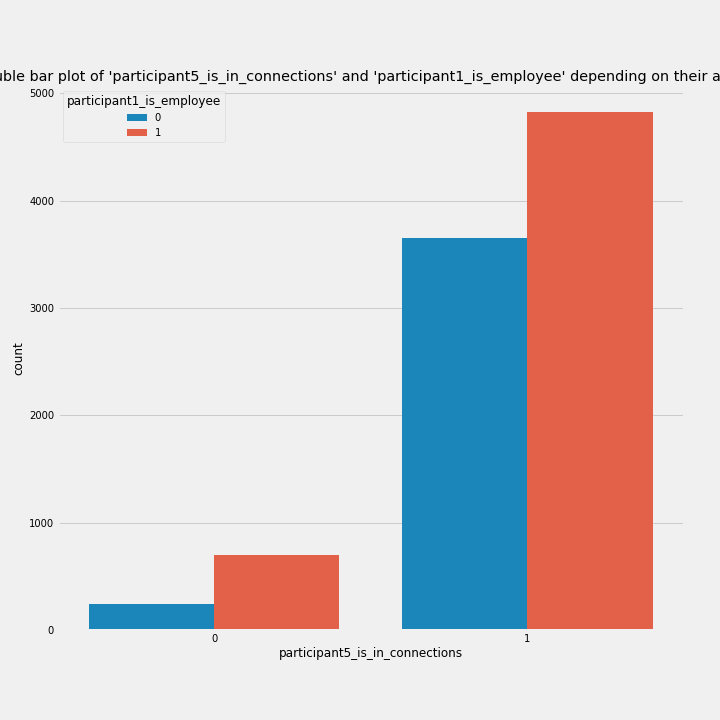 uble bar plot of 'participant5_is_in_connections' and 'participant1_is_employee' depending on their a
5000
participant1_is_employee
0
1
4000
3000
count
2000
1000
0
0 1
participant5_is_in_connections